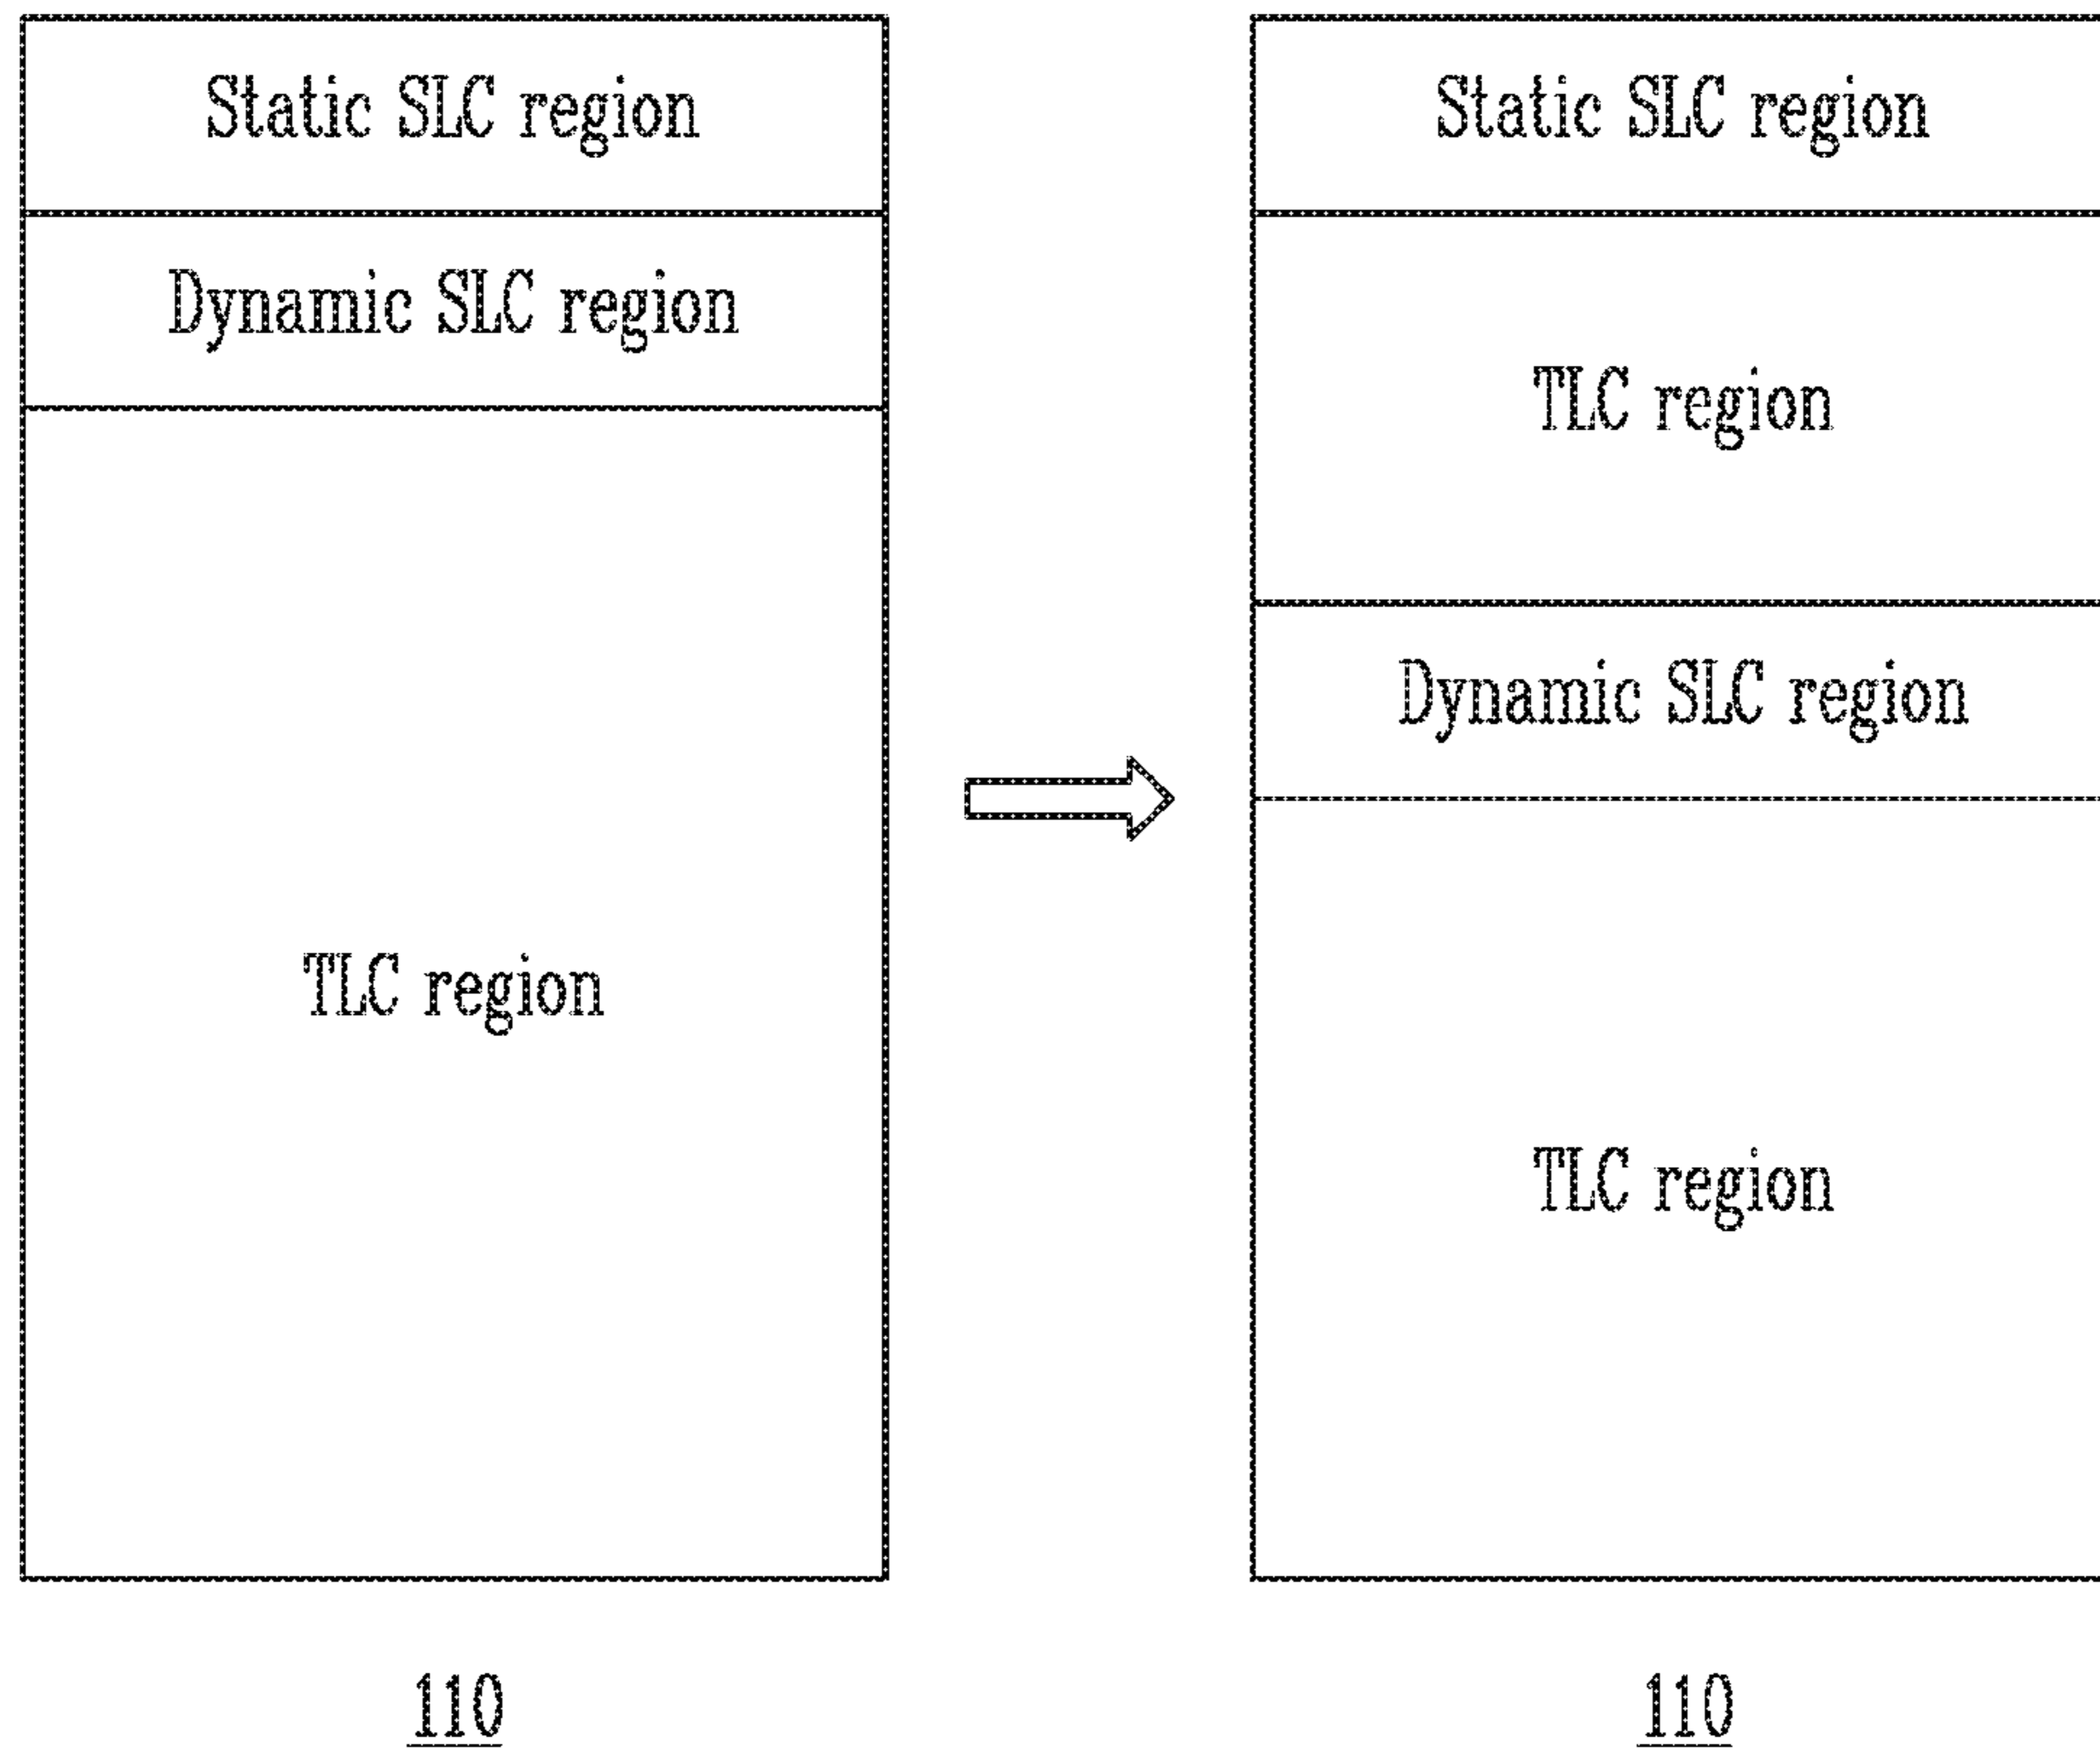 Static SLC region
Dynamic SLC region
TLC region
110
Static SLC region
TLC region
Dynamic SLC region
TLC region
110